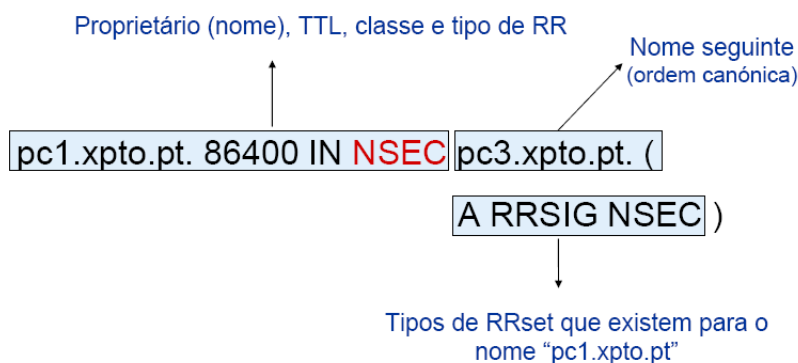 Proprietário (nome), TTL, classe e tipo de RR
Nome seguinte
(ordem canónica)
pc1.xpto.pt. 86400 IN NSEC pc3.xpto.pt. (
A RRSIG NSEC )
Tipos de RRset que existem para o
nome “pc1.xpto.pt”